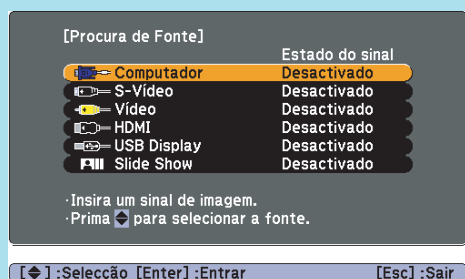 [Procura de Fonte]
Estado do sinal
Computador Desactivado
S-Vídeo Desactivado
Vídeo Desactivado
HDMI Desactivado
USB Display Desactivado
Slide Show Desactivado
·Insira um sinal de imagem.
·Prima para selecionar a fonte.
[ ] :Selecção [Enter] :Entrar [Esc] :Sair